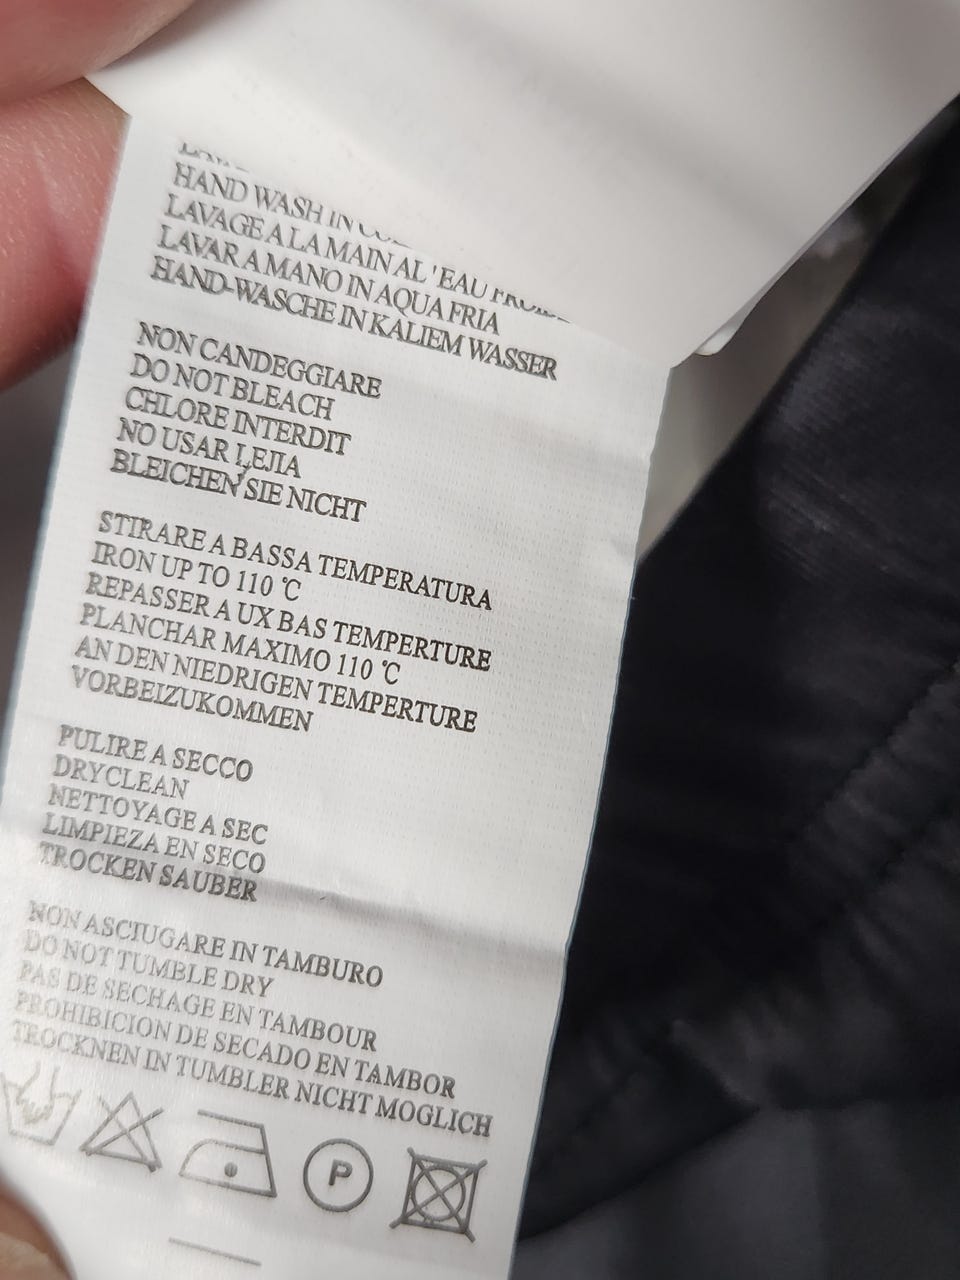 HAND WASH IN
LAVAGE A LA MAIN AL 'EAU FROIDE
LAVAR A MANO IN AQUA FRIA
HAND-WASCHE IN KALIEM WASSER
NON CANDEGGIARE
DO NOT BLEACH
CHLORE INTERDIT
NO USAR LEJIA
BLEICHEN SIE NICHT
STIRARE A BASSA TEMPERATURA
IRON UP TO 110 ℃
REPASSER A UX BAS TEMPERTURE
PLANCHAR MAXIMO 110 ℃
AN DEN NIEDRIGEN TEMPERTURE
VORBEIZUKOMMEN
PULIRE A SECCO
DRYCLEAN
NETTOYAGE A SEC
LIMPIEZA EN SECO
TROCKEN SAUBER
NON ASCIUGARE IN TAMBURO
DO NOT TUMBLE DRY
PAS DE SECHAGE EN TAMBOUR
PROHIBICION DE SECADO EN TAMBOR
TROCKNEN IN TUMBLER NICHT MOGLICH
P